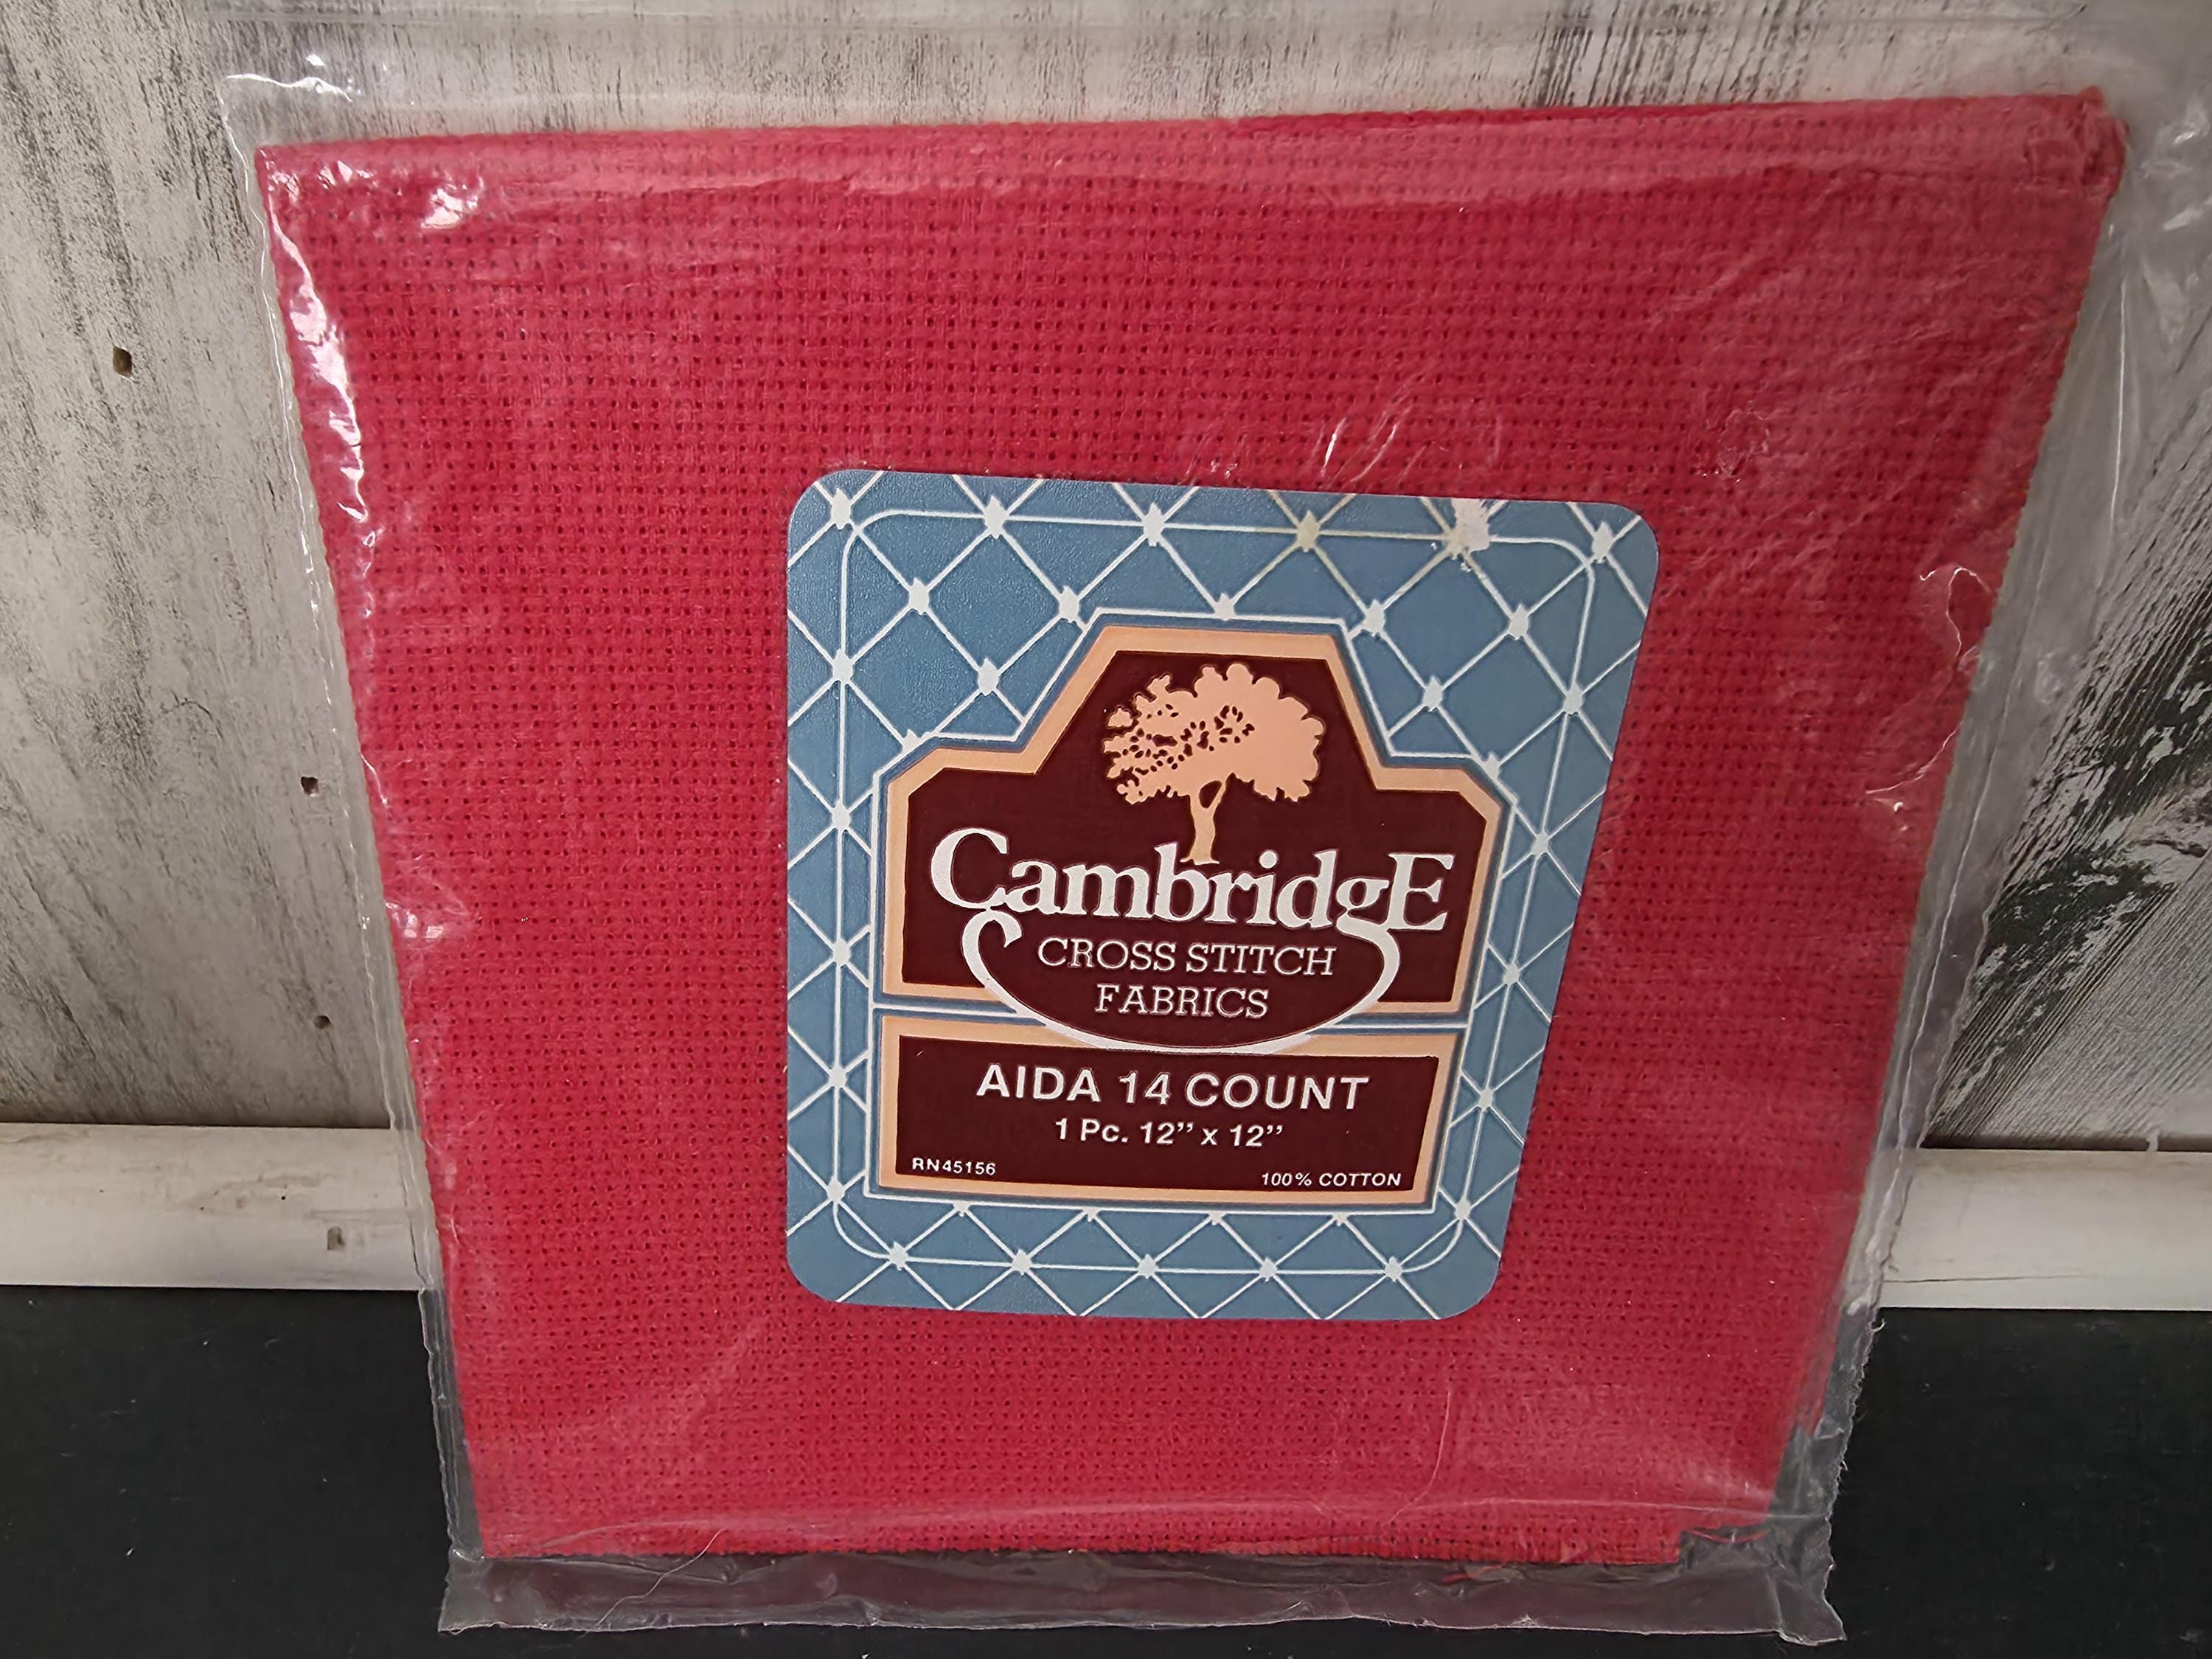 CambridgE
CROSS STITCH
FABRICS
AIDA 14 COUNT
1 Pc. 12" x 12"
RN45156
100% COTTON